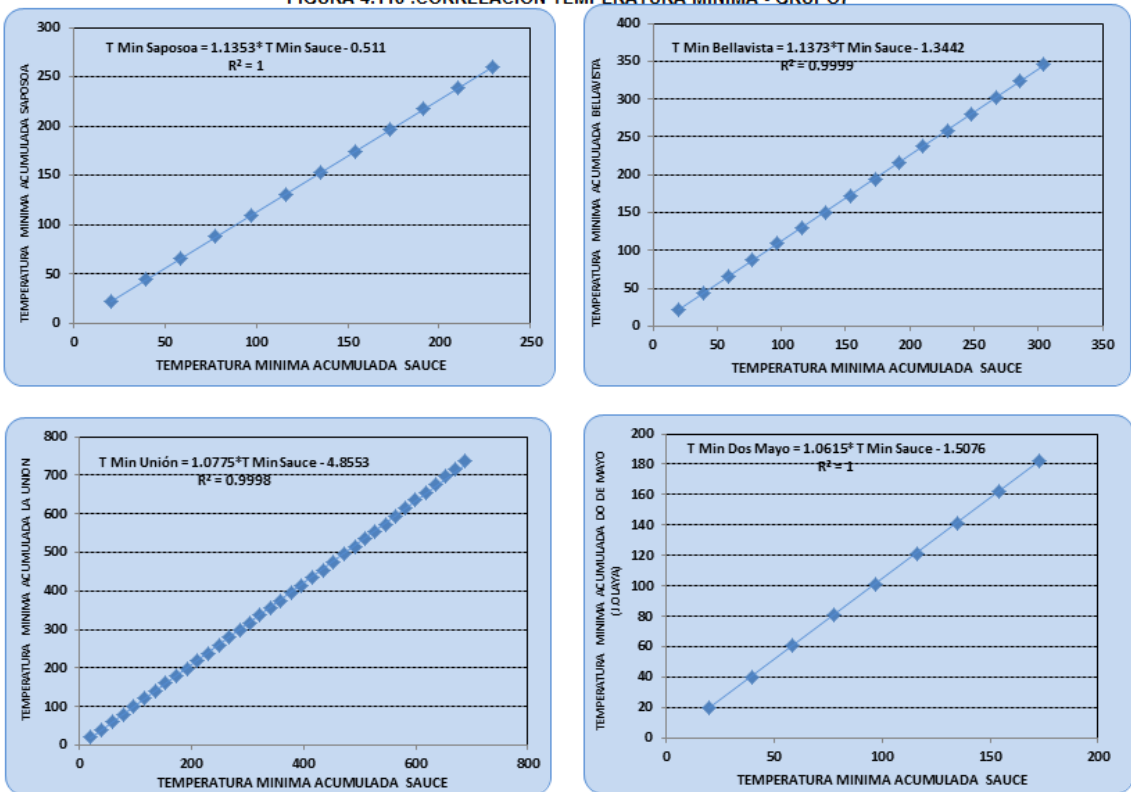 FIGURA 4.110 .CORRELACION TEMPERATURA MINIMA - GRUPO7
300
250
200
150
100
50
0
TEMPERATURA MINIMA ACUMULADA SAPOSOA
T Min Saposoa = 1.1353* T Min Sauce - 0.511
R² = 1
0 50 100 150 200 250
TEMPERATURA MINIMA ACUMULADA SAUCE
400
350
300
250
200
150
100
50
0
TEMPERATURA MINIMA ACUMULADA BELLAVISTA
T Min Bellavista = 1.1373*T Min Sauce - 1.3442
R² = 0.9999
0 50 100 150 200 250 300 350
TEMPERATURA MINIMA ACUMULADA SAUCE
800
700
600
500
400
300
200
100
0
TEMPERATURA MINIMA ACUMULADA LA UNION
T Min Unión = 1.0775*T Min Sauce - 4.8553
R² = 0.9998
0 200 400 600 800
TEMPERATURA MINIMA ACUMULADA SAUCE
200
180
160
140
120
100
80
60
40
20
0
TEMPERATURA MINIMA ACUMULADA DO DE MAYO
(J.OLAYA)
T Min Dos Mayo = 1.0615* T Min Sauce - 1.5076
R² = 1
0 50 100 150 200
TEMPERATURA MINIMA ACUMULADA SAUCE